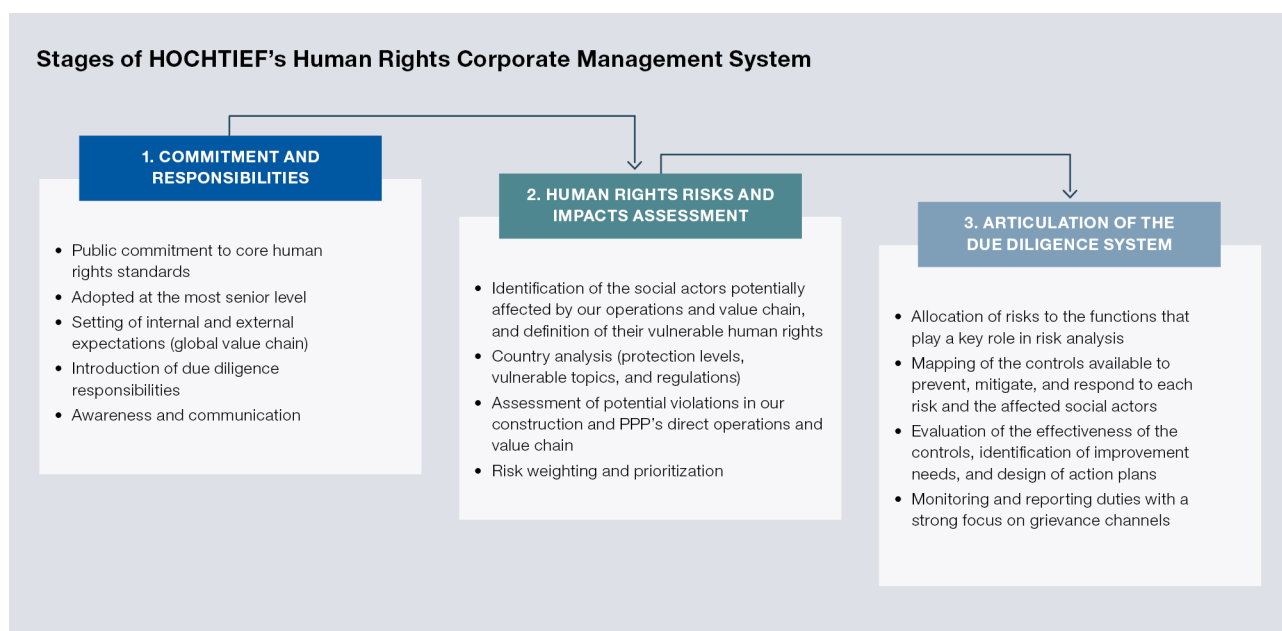 Stages of HOCHTIEF’s Human Rights Corporate Management System
1. COMMITMENT AND
RESPONSIBILITIES
• Public commitment to core human
rights standards
• Adopted at the most senior level
• Setting of internal and external
expectations (global value chain)
• Introduction of due diligence
responsibilities
• Awareness and communication
2. HUMAN RIGHTS RISKS AND
IMPACTS ASSESSMENT
• Identification of the social actors potentially
affected by our operations and value chain,
and definition of their vulnerable human rights
• Country analysis (protection levels,
vulnerable topics, and regulations)
• Assessment of potential violations in our
construction and PPP’s direct operations and
value chain
• Risk weighting and prioritization
3. ARTICULATION OF THE
DUE DILIGENCE SYSTEM
• Allocation of risks to the functions that
play a key role in risk analysis
• Mapping of the controls available to
prevent, mitigate, and respond to each
risk and the affected social actors
• Evaluation of the effectiveness of the
controls, identification of improvement
needs, and design of action plans
• Monitoring and reporting duties with a
strong focus on grievance channels